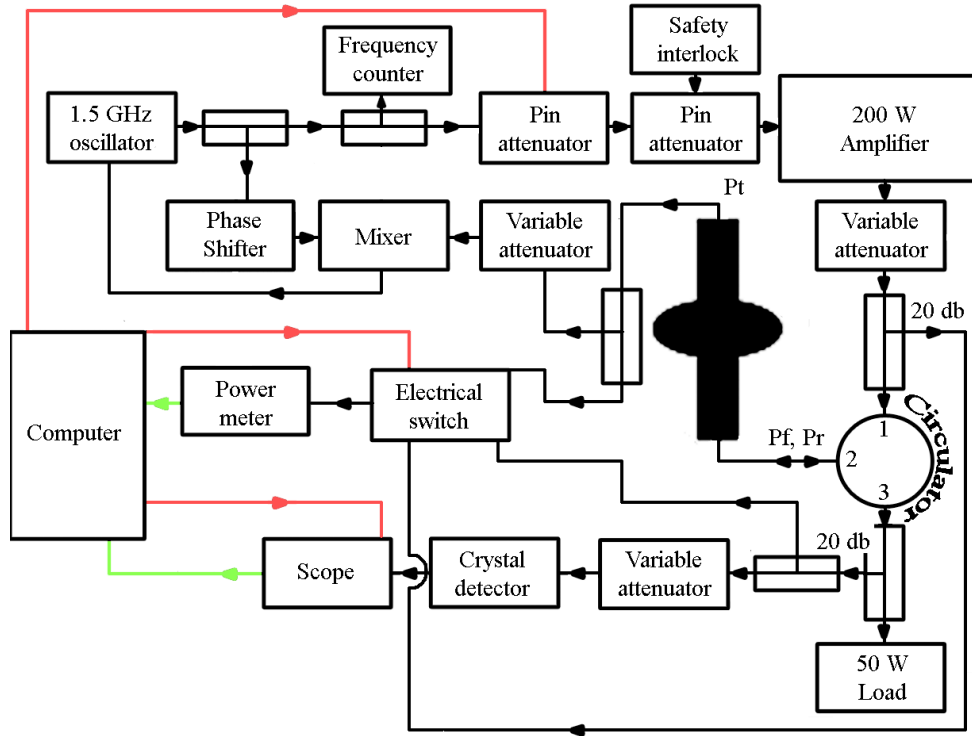 Safety
interlock
Frequency
counter
1.5 GHz
oscillator
Pin
attenuator
Pin
attenuator
200 W
Amplifier
Phase
Shifter
Mixer
Variable
attenuator
Pt
Variable
attenuator
20 db
Computer
Power
meter
Electrical
switch
Pf, Pr
1
2
3
Circulator
20 db
Scope
Crystal
detector
Variable
attenuator
50 W
Load